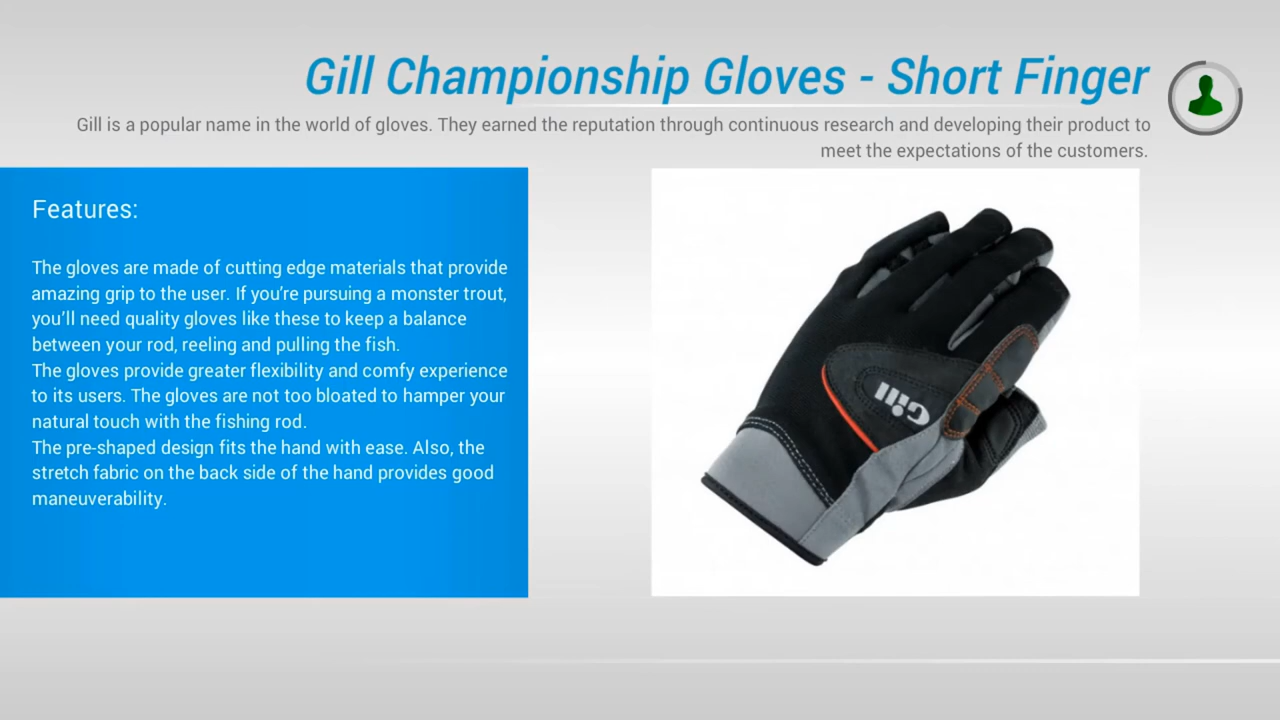 Gill Championship Gloves - Short Finger
Gill is a popular name in the world of gloves. They earned the reputation through continuous research and developing their product to
meet the expectations of the customers.
Features:
The gloves are made of cutting edge materials that provide
amazing grip to the user. If you're pursuing a monster trout,
you'll need quality gloves like these to keep a balance
between your rod, reeling and pulling the fish.
The gloves provide greater flexibility and comfy experience
to its users. The gloves are not too bloated to hamper your
natural touch with the fishing rod.
The pre-shaped design fits the hand with ease. Also, the
stretch fabric on the back side of the hand provides good
maneuverability.
Gill